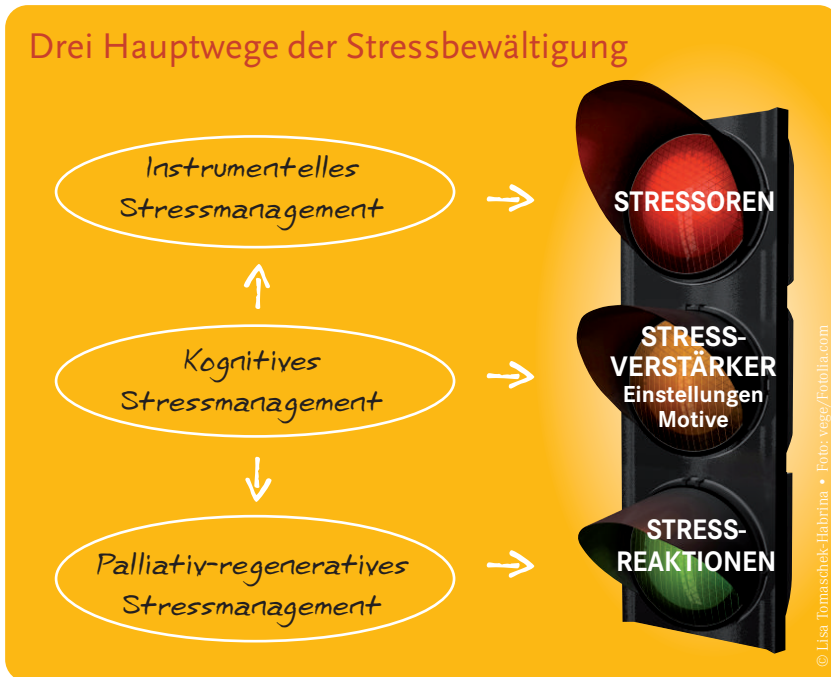 Drei Hauptwege der Stressbewältigung
Instrumentelles
Stressmanagement
STRESSOREN
Kognitives
Stressmanagement
STRESS-
VERSTÄRKER
Einstellungen
Motive
Palliativ-regeneratives
Stressmanagement
STRESS-
REAKTIONEN
© Lisa Tomaschek-Habrina • Foto: vege/Fotolia.com